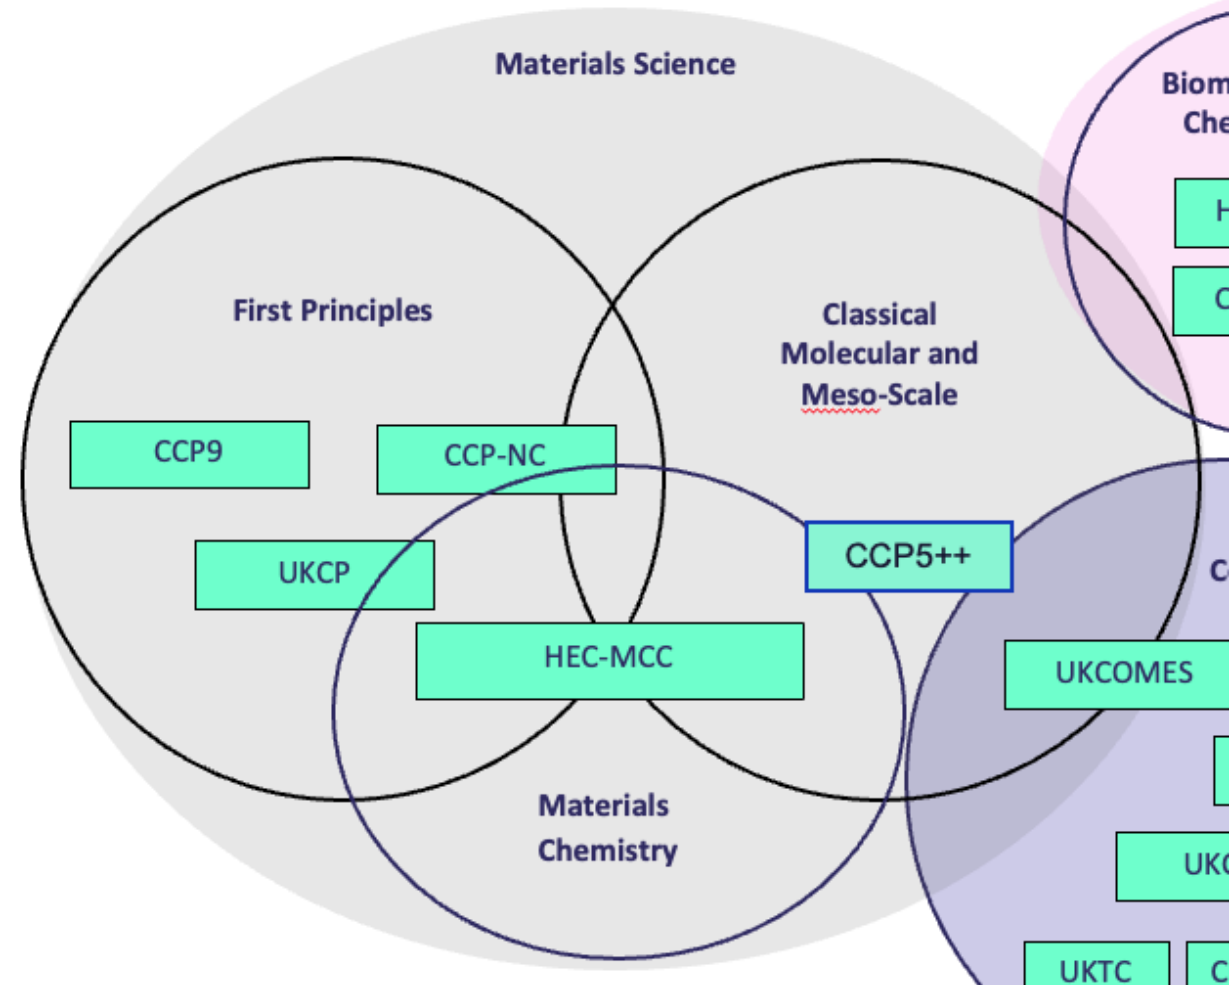 Materials Science
First Principles
Classical
Molecular and
Meso-Scale
CCP9
CCP-NC
UKCP
CCP5++
HEC-MCC
UKCOMES
Materials
Chemistry
UKTC